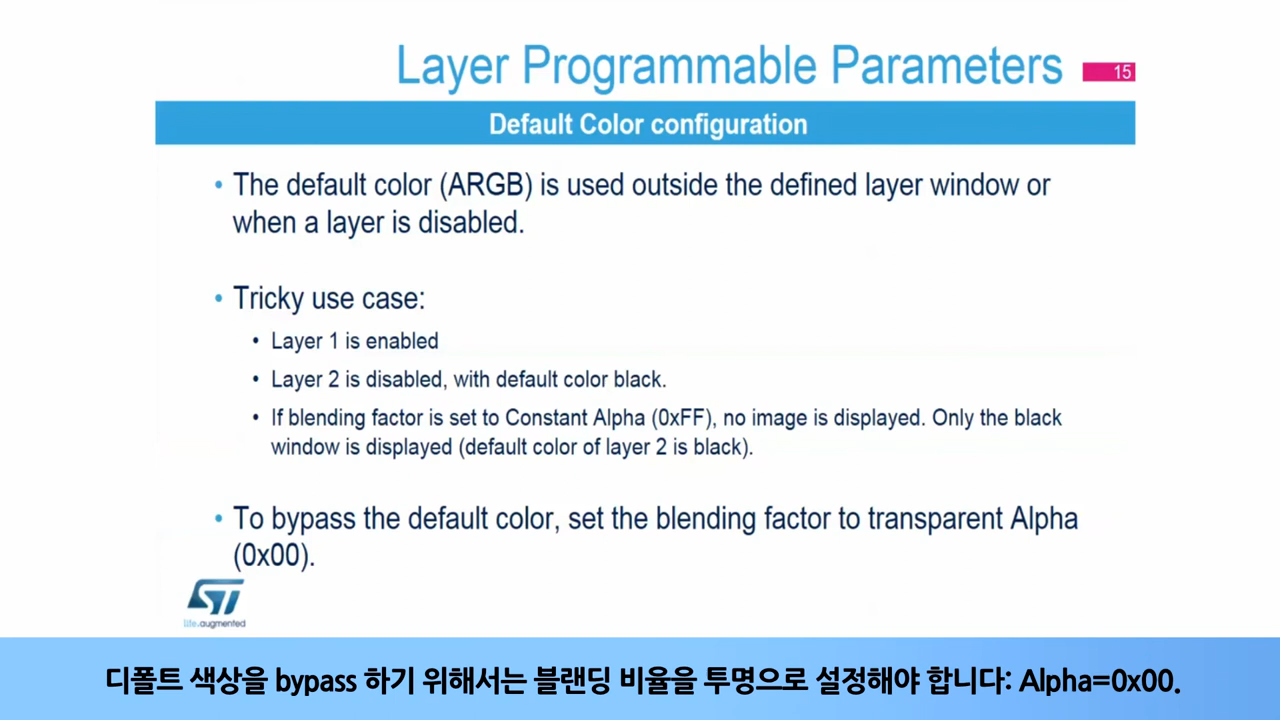 Layer Programmable Parameters
15
Default Color configuration
• The default color (ARGB) is used outside the defined layer window or
when a layer is disabled.
• Tricky use case:
• Layer 1 is enabled
• Layer 2 is disabled, with default color black.
• If blending factor is set to Constant Alpha (0xFF), no image is displayed. Only the black
window is displayed (default color of layer 2 is black).
• To bypass the default color, set the blending factor to transparent Alpha
(0x00).
ST
life.augmented
디폴트 색상을 bypass 하기 위해서는 블랜딩 비율을 투명으로 설정해야 합니다: Alpha=0x00.